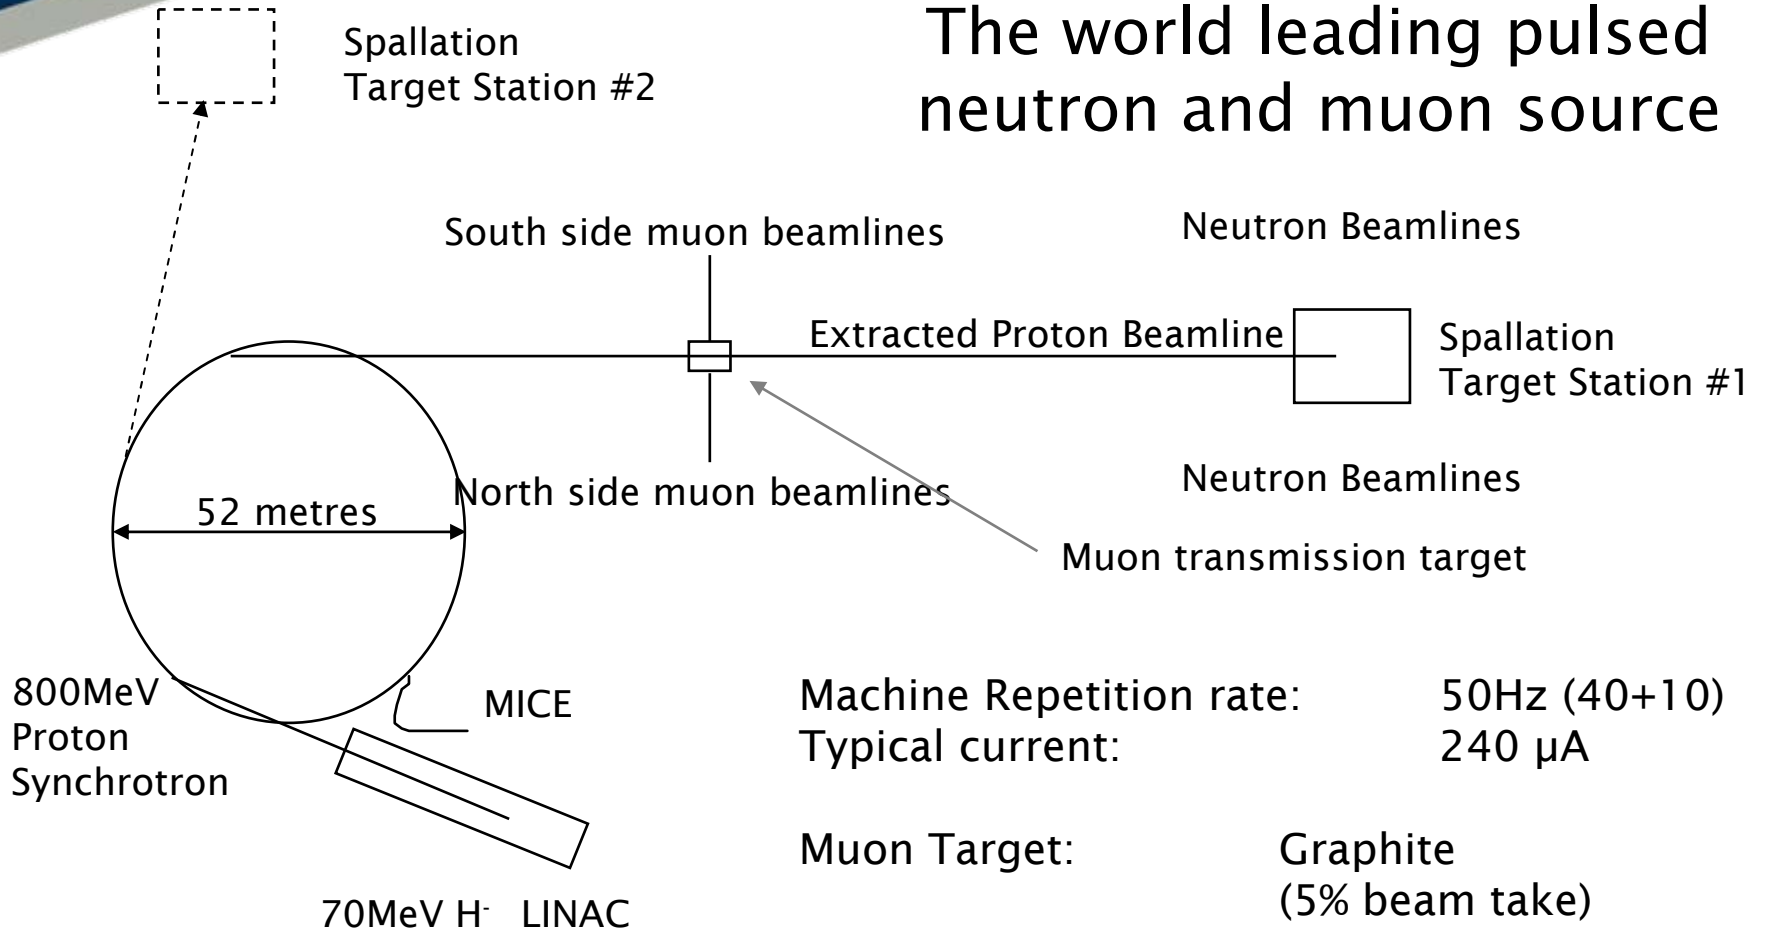 The world leading pulsed
neutron and muon source
Spallation
Target Station #2
South side muon beamlines
Neutron Beamlines
Extracted Proton Beamline
Spallation
Target Station #1
North side muon beamlines
Neutron Beamlines
52 metres
Muon transmission target
800MeV
Proton
Synchrotron
MICE
Machine Repetition rate: 50Hz (40+10)
Typical current: 240 µA
Muon Target: Graphite
(5% beam take)
70MeV H- LINAC